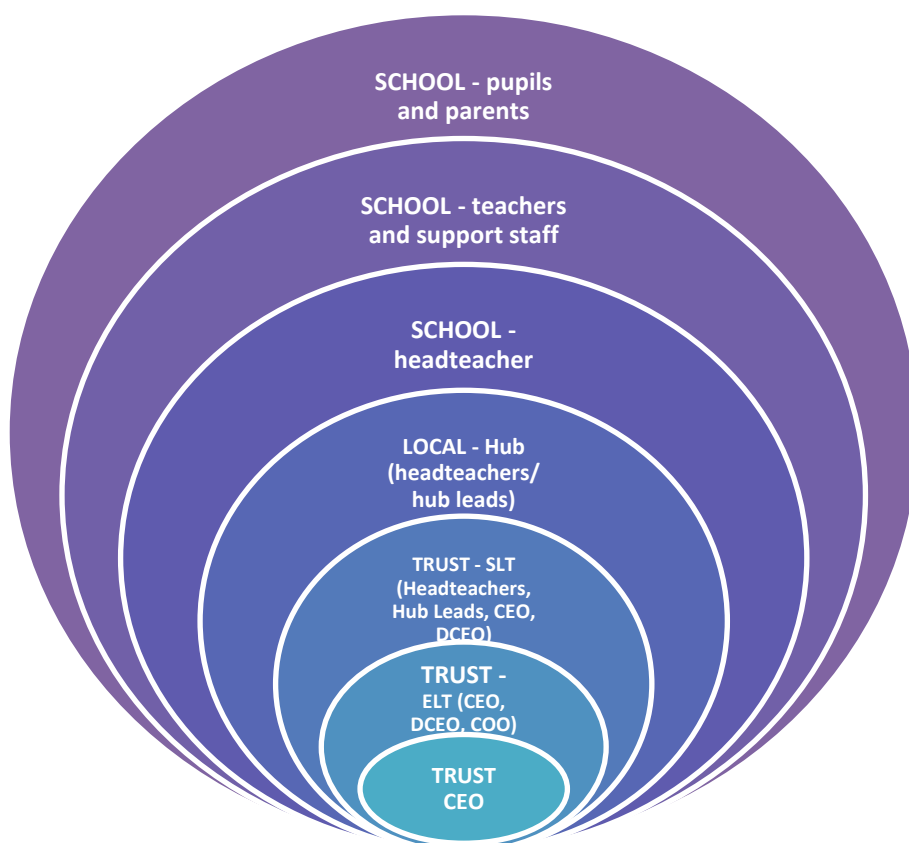 SCHOOL - pupils
and parents
SCHOOL - teachers
and support staff
SCHOOL -
headteacher
LOCAL - Hub
(headteachers/
hub leads)
TRUST - SLT
(Headteachers,
Hub Leads, CEO,
DCEO)
TRUST -
ELT (CEO,
DCEO, COO)
TRUST
CEO